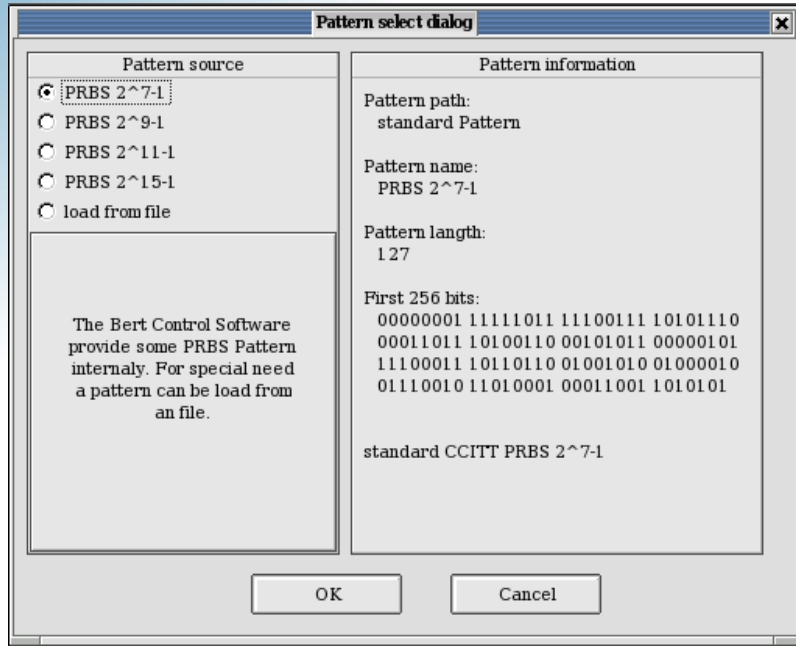 Pattern select dialog
Pattern source
PRBS 2^7-1
PRBS 2^9-1
PRBS 2^11-1
PRBS 2^15-1
load from file
The Bert Control Software
provide some PRBS Pattern
internaly. For special need
a pattern can be load from
an file.
Pattern information
Pattern path:
standard Pattern
Pattern name:
PRBS 2^7-1
Pattern langth:
127
First 256 bits:
00000001 11111011 11100111 10101110
00011011 10100110 00101011 00000101
11100011 10110110 01001010 01000010
01110010 11010001 00011001 1010101
standard CCITT PRBS 2^7-1
OK
Cancel